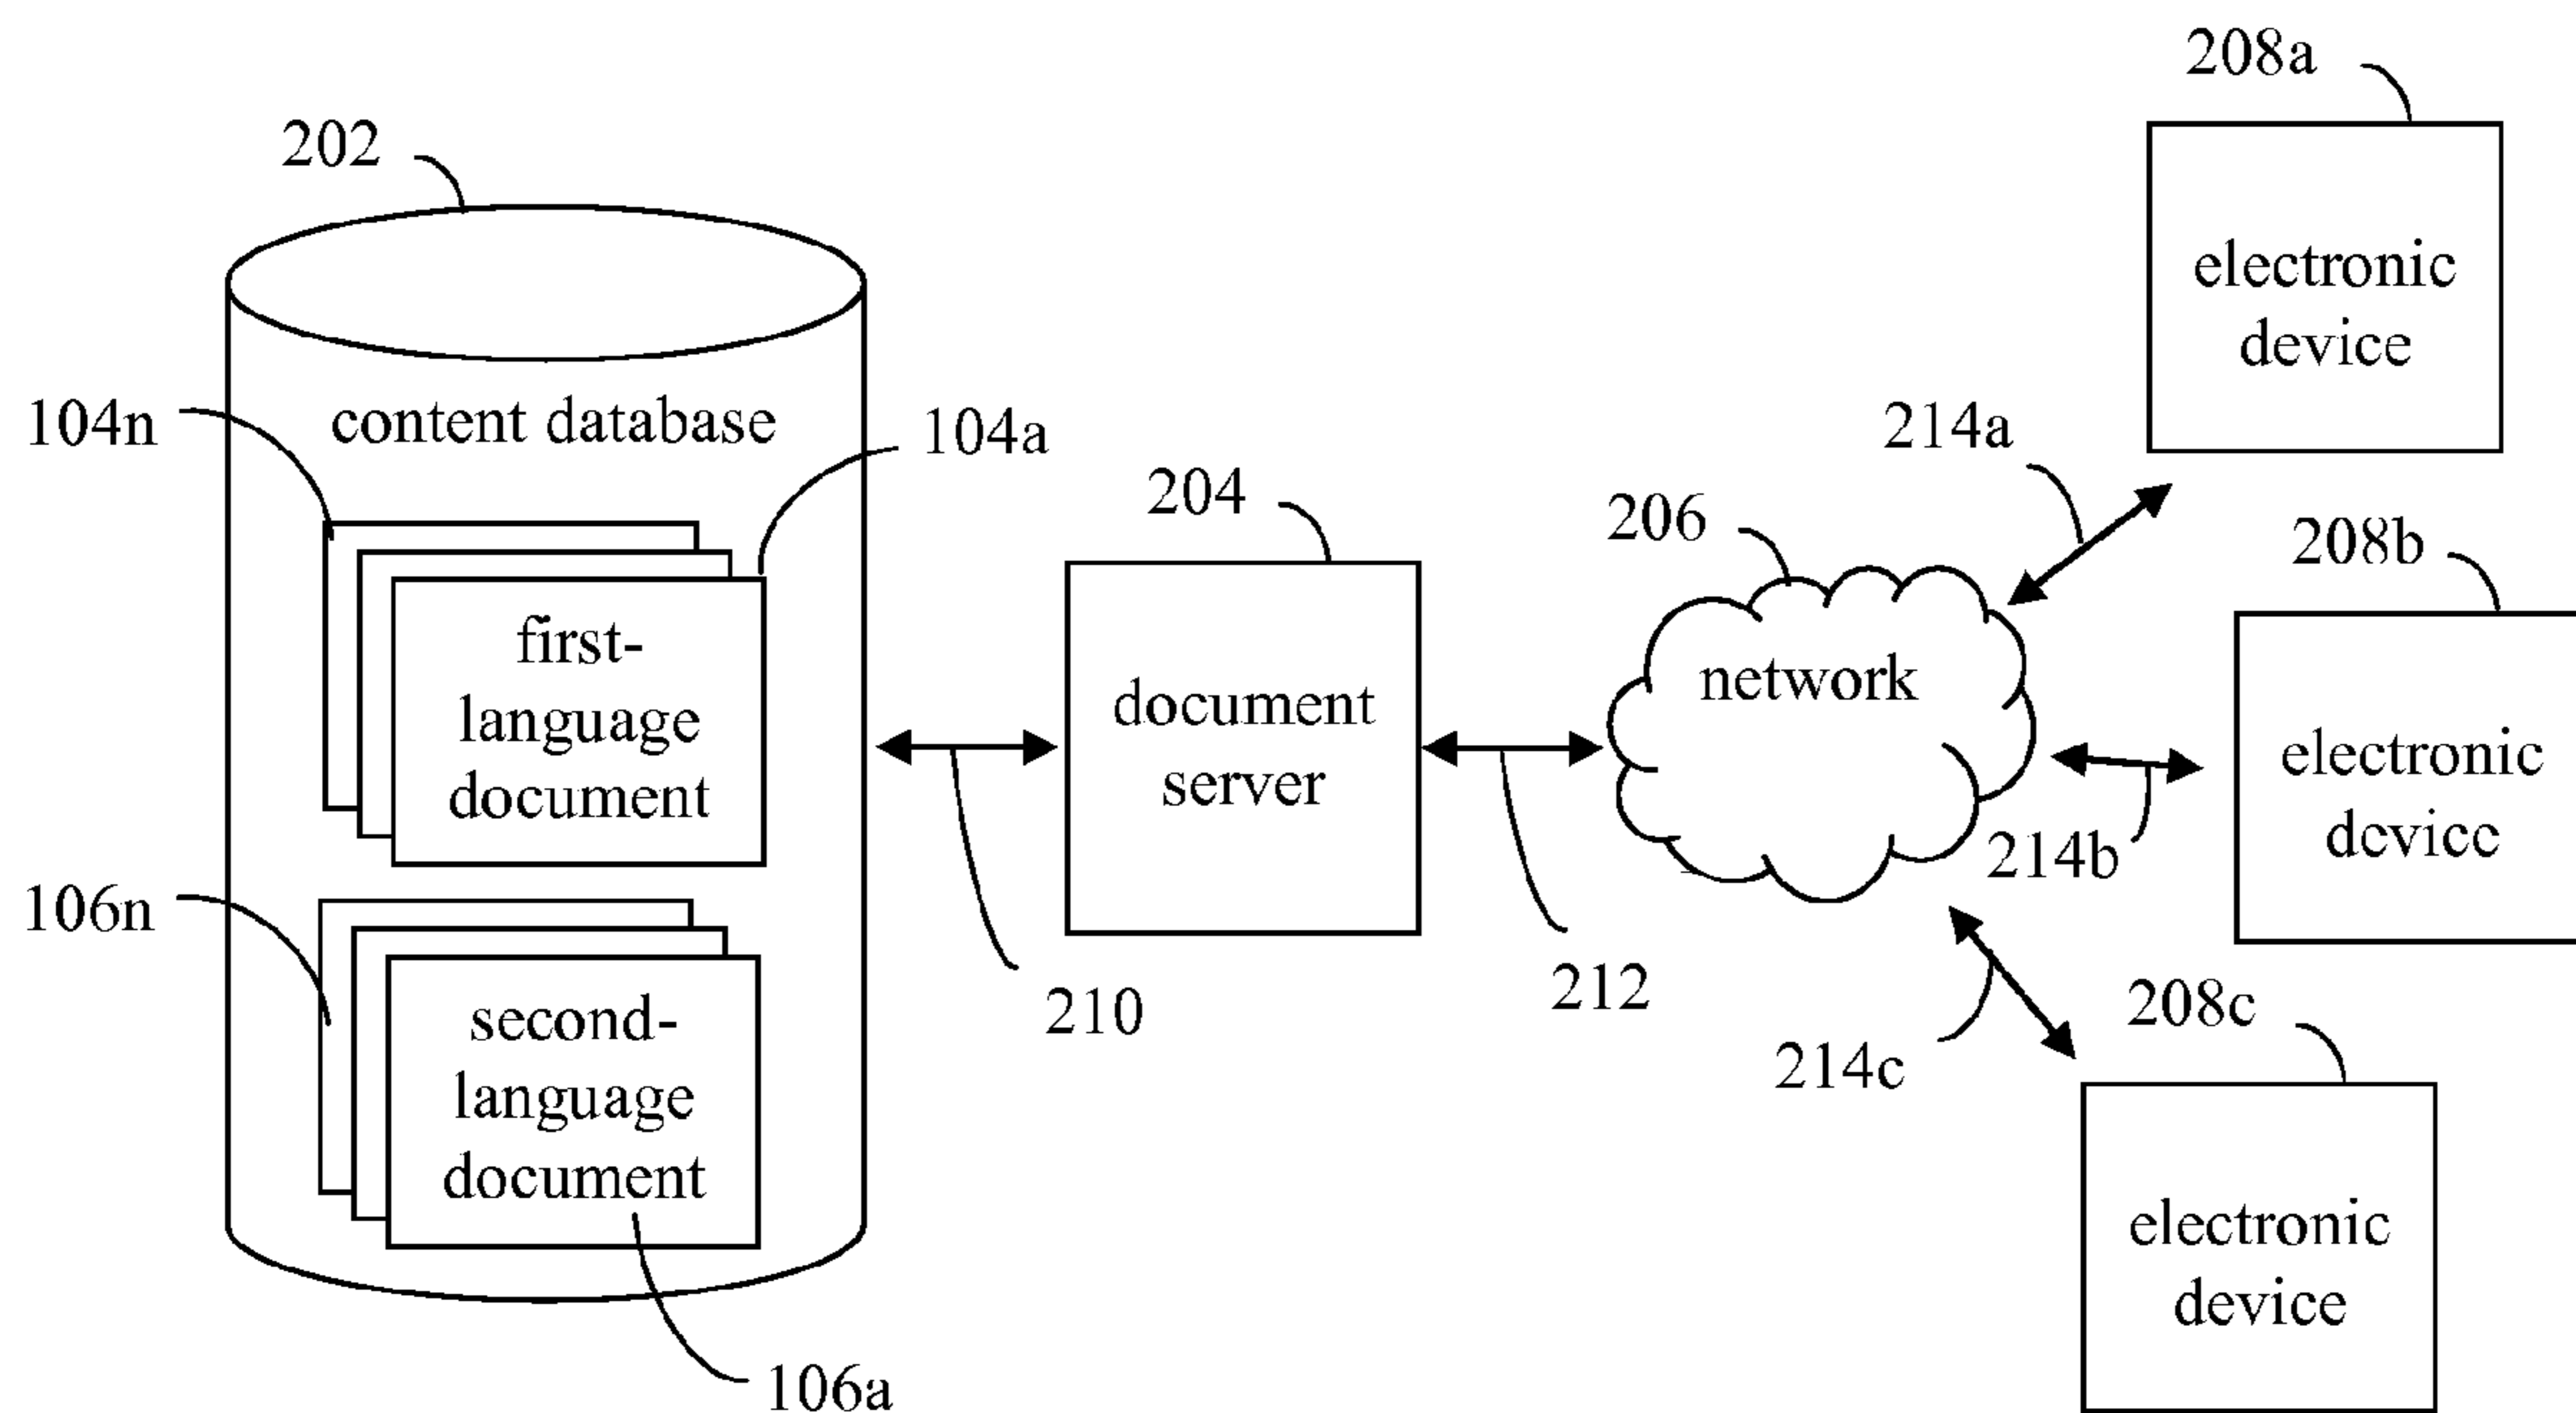 202
content database
104n
104a
first-
language
document
106n
second-
language
document
106a
210
204
document
server
212
206
network
214a
214b
214c
208a
electronic
device
208b
electronic
device
208c
electronic
device